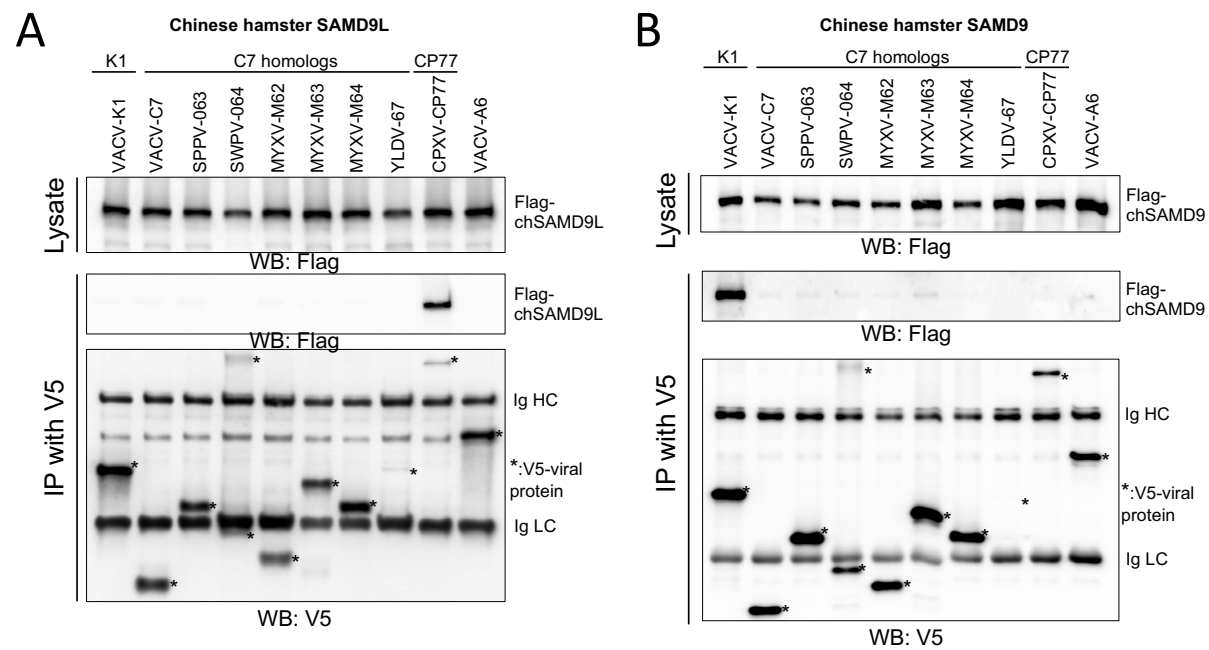 A
Chinese hamster SAMD9L
K1
C7 homologs
CP77
VACV-K1
VACV-C7
SPPV-063
SWPV-064
MYXV-M62
MYXV-M63
MYXV-M64
YLDV-67
CPXV-CP77
VACV-A6
Lysate
Flag-
chSAMD9L
WB: Flag
IP with V5
Flag-
chSAMD9L
WB: Flag
*
*
Ig HC
*
*
*
*:V5-viral
protein
*
*
*
Ig LC
*
*
*
WB: V5
B
Chinese hamster SAMD9
K1
C7 homologs
CP77
VACV-K1
VACV-C7
SPPV-063
SWPV-064
MYXV-M62
MYXV-M63
MYXV-M64
YLDV-67
CPXV-CP77
VACV-A6
Lysate
Flag-
chSAMD9
WB: Flag
IP with V5
Flag-
chSAMD9
WB: Flag
*
*
Ig HC
*
*
*:V5-viral
protein
*
*
*
*
Ig LC
*
*
*
WB: V5